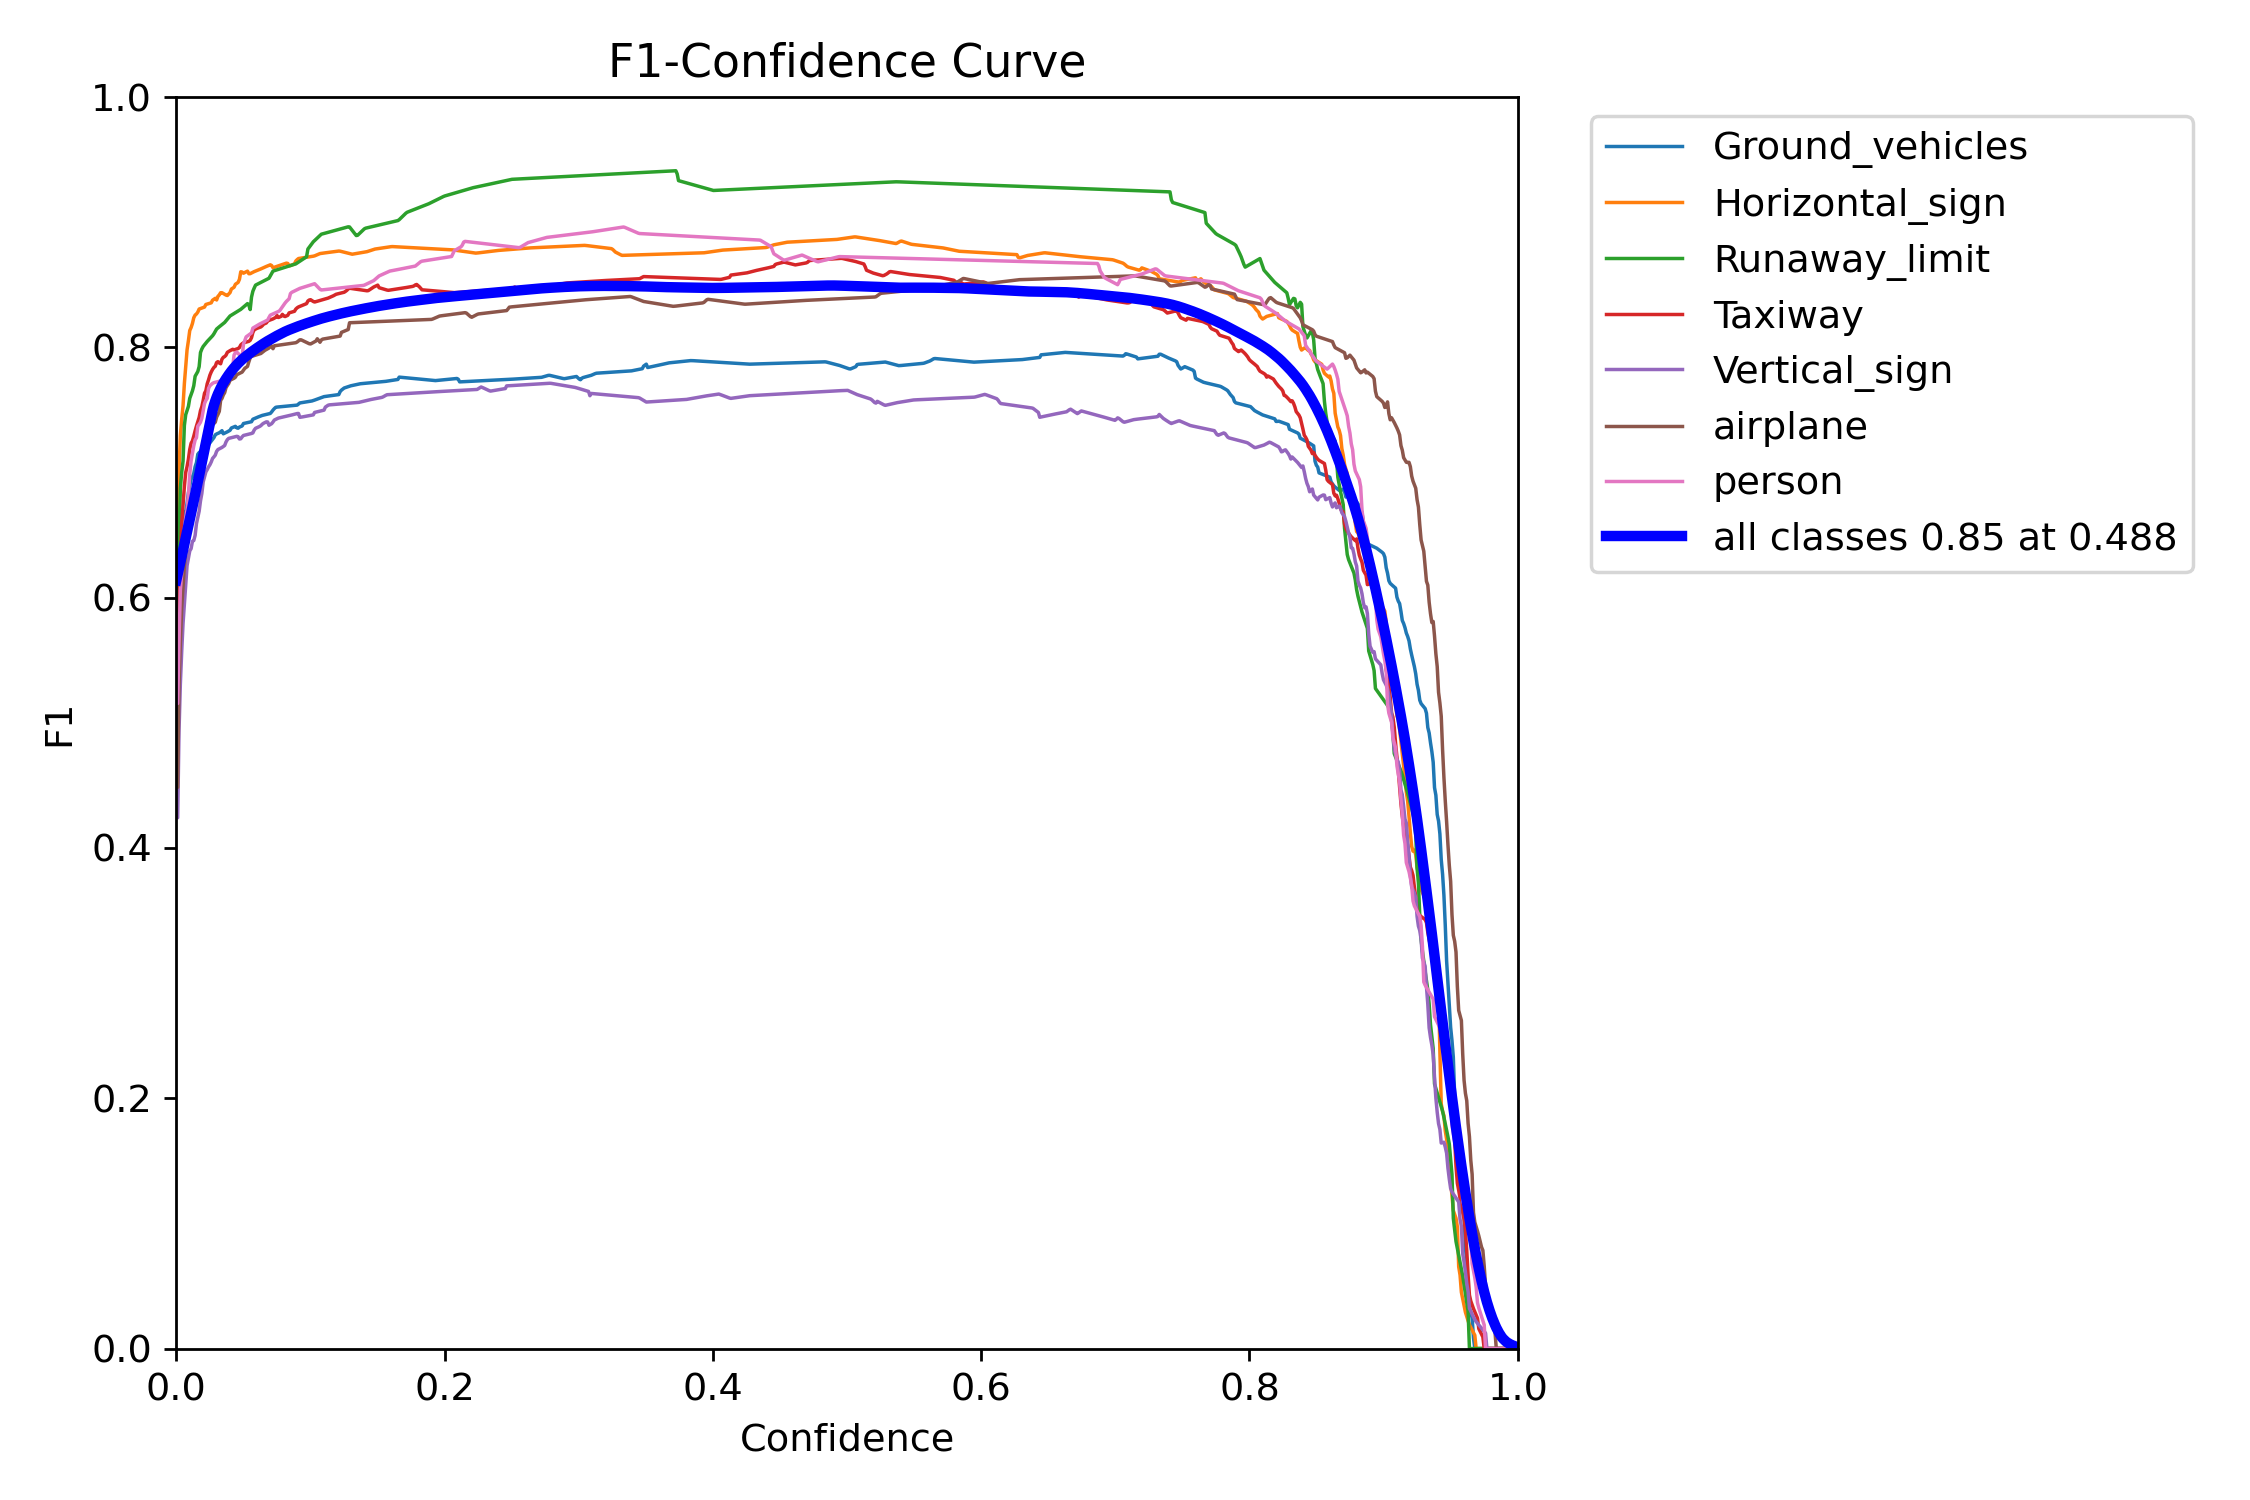 F1-Confidence Curve
1.0
0.8
0.6
0.4
0.2
0.0
F1
0.0 0.2 0.4 0.6 0.8 1.0
Confidence
Ground_vehicles
Horizontal_sign
Runaway_limit
Taxiway
Vertical_sign
airplane
person
all classes 0.85 at 0.488